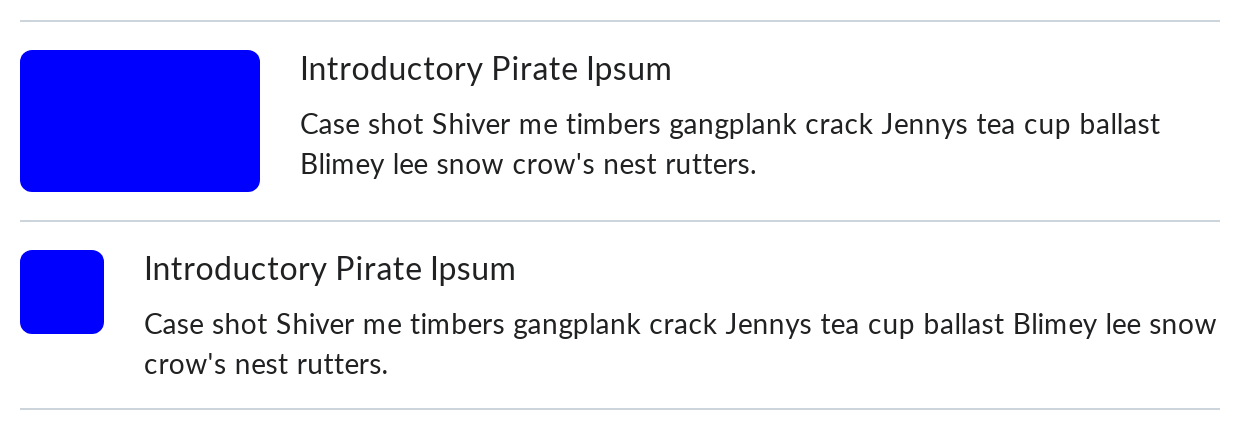 Introductory Pirate Ipsum
Case shot Shiver me timbers gangplank crack Jennys tea cup ballast
Blimey lee snow crow's nest rutters.
Introductory Pirate Ipsum
Case shot Shiver me timbers gangplank crack Jennys tea cup ballast Blimey lee snow
crow's nest rutters.